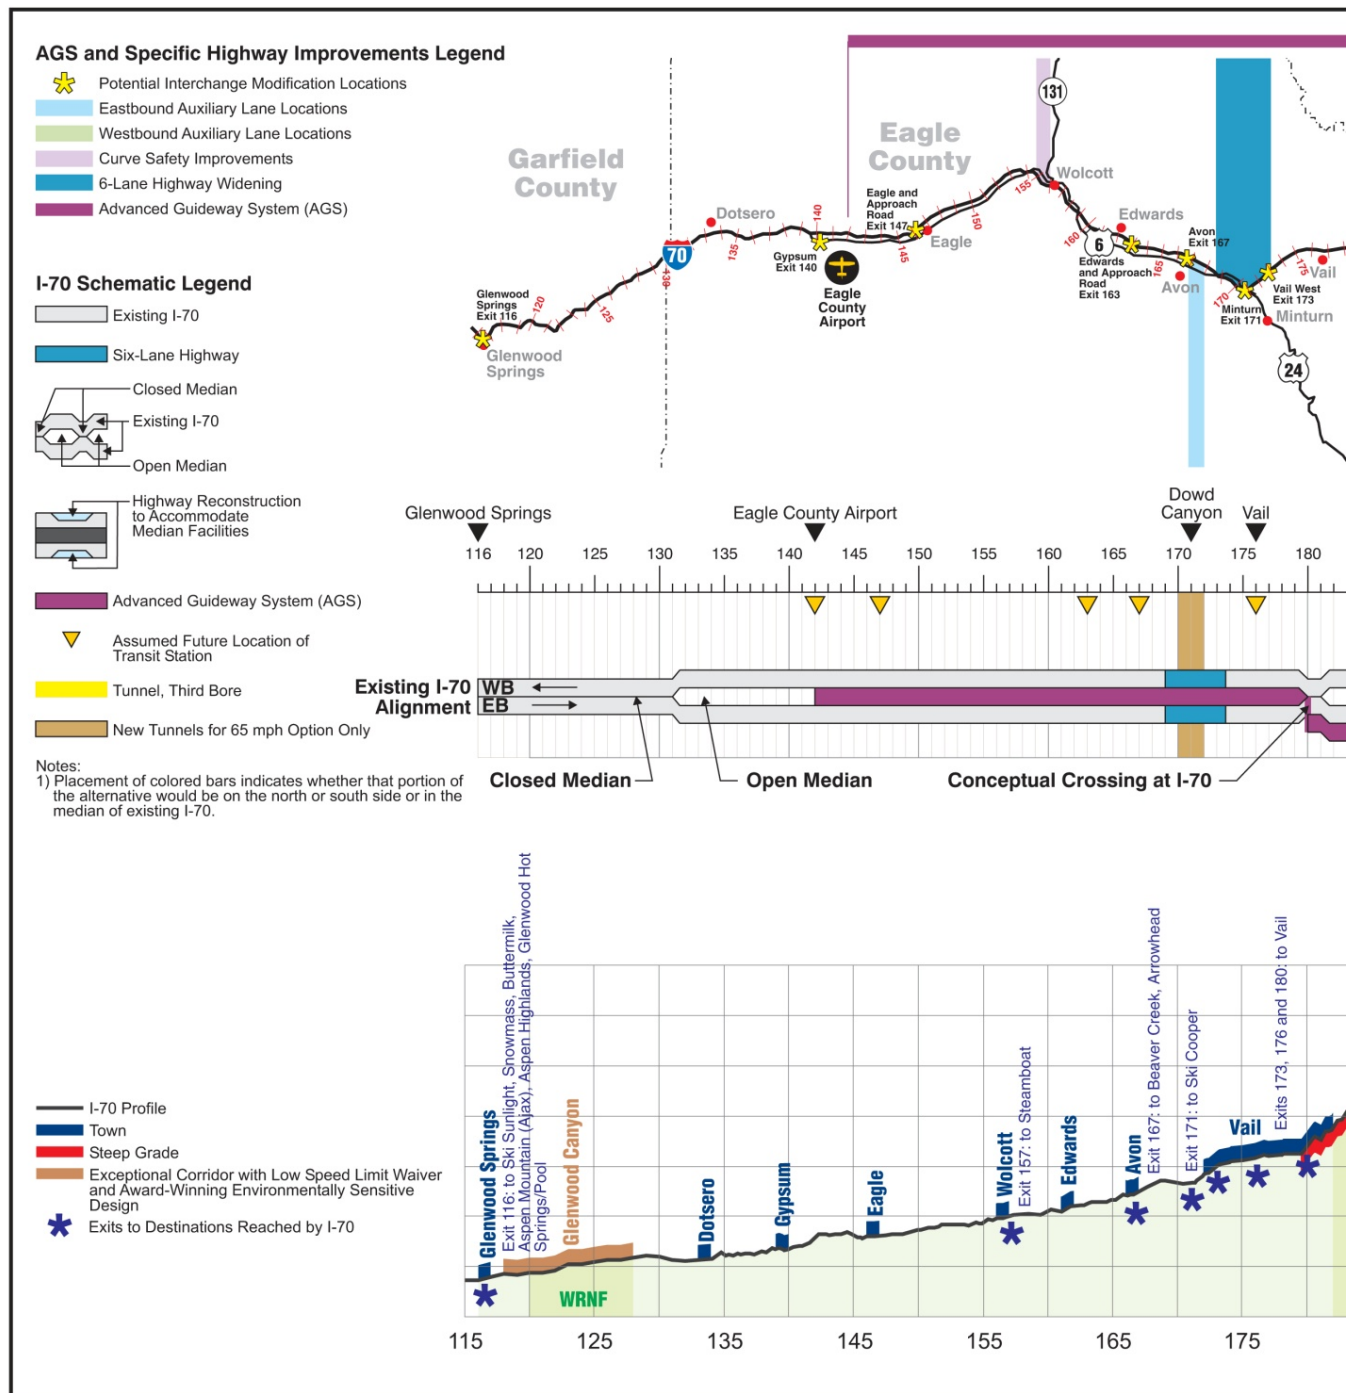 AGS and Specific Highway Improvements Legend
Potential Interchange Modification Locations
Eastbound Auxiliary Lane Locations
Westbound Auxiliary Lane Locations
Curve Safety Improvements
6-Lane Highway Widening
Advanced Guideway System (AGS)
I-70 Schematic Legend
Existing I-70
Six-Lane Highway
Closed Median
Existing I-70
Open Median
Highway Reconstruction
to Accommodate
Median Facilities
Advanced Guideway System (AGS)
Assumed Future Location of
Transit Station
Tunnel, Third Bore
New Tunnels for 65 mph Option Only
Notes:
1) Placement of colored bars indicates whether that portion of
the alternative would be on the north or south side or in the
median of existing I-70.
Garfield
County
Eagle
County
131
Wolcott
Dotsero
Eagle and
Approach
Road
Exit 147
Eagle
Gypsum
Exit 140
Eagle
County
Airport
70
Glenwood
Springs
Exit 116
Glenwood
Springs
Edwards
6
Edwards
and Approach
Road
Exit 163
Avon
Exit 167
Avon
Vail West
Exit 173
Vail
Minturn
Exit 171
Minturn
24
120
125
130
135
140
145
150
155
160
165
170
175
Glenwood Springs
Eagle County Airport
Dowd
Canyon
Vail
116 120 125 130 135 140 145 150 155 160 165 170 175 180
Existing I-70
Alignment
WB
EB
Closed Median
Open Median
Conceptual Crossing at I-70
I-70 Profile
Town
Steep Grade
Exceptional Corridor with Low Speed Limit Waiver
and Award-Winning Environmentally Sensitive
Design
Exits to Destinations Reached by I-70
Glenwood Springs
Exit 116: to Ski Sunlight, Snowmass, Buttermilk,
Aspen Mountain (Ajax), Aspen Highlands, Glenwood Hot
Springs/Pool
Glenwood Canyon
WRNF
Dotsero
Gypsum
Eagle
Wolcott
Exit 157: to Steamboat
Edwards
Avon
Exit 167: to Beaver Creek, Arrowhead
Exit 171: to Ski Cooper
Vail
Exits 173, 176 and 180: to Vail
115 125 135 145 155 165 175